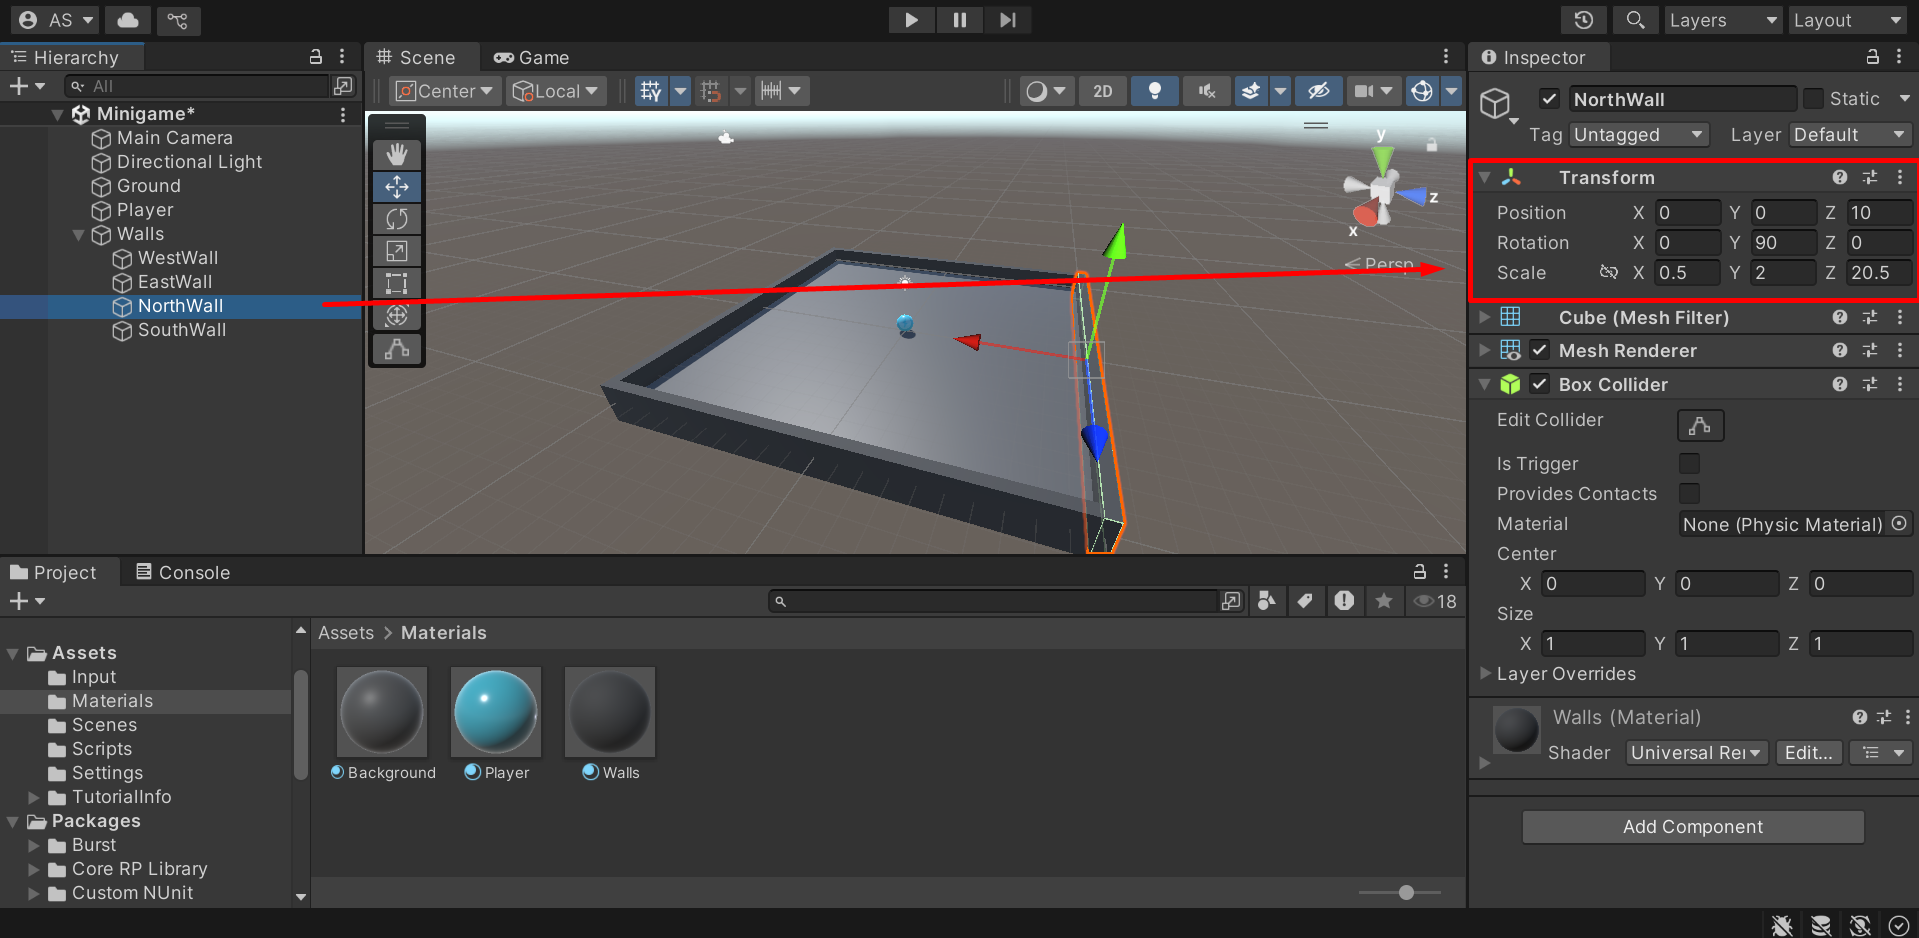 AS
Layers
Layout
Hierarchy
All
Minigame*
Main Camera
Directional Light
Ground
Player
Walls
WestWall
EastWall
NorthWall
SouthWall
Scene
Game
Center
Local
2D
y
z
x
Persp
Inspector
NorthWall
Static
Tag Untagged Layer Default
Transform
Position X 0 Y 0 Z 10
Rotation X 0 Y 90 Z 0
Scale X 0.5 Y 2 Z 20.5
Cube (Mesh Filter)
Mesh Renderer
Box Collider
Edit Collider
Is Trigger
Provides Contacts
Material None (Physic Material)
Center
X 0 Y 0 Z 0
Size
X 1 Y 1 Z 1
Layer Overrides
Walls (Material)
Shader Universal Rei Edit...
Add Component
Project
Console
18
Assets
Input
Materials
Scenes
Scripts
Settings
TutorialInfo
Packages
Burst
Core RP Library
Custom NUnit
Assets > Materials
Background
Player
Walls